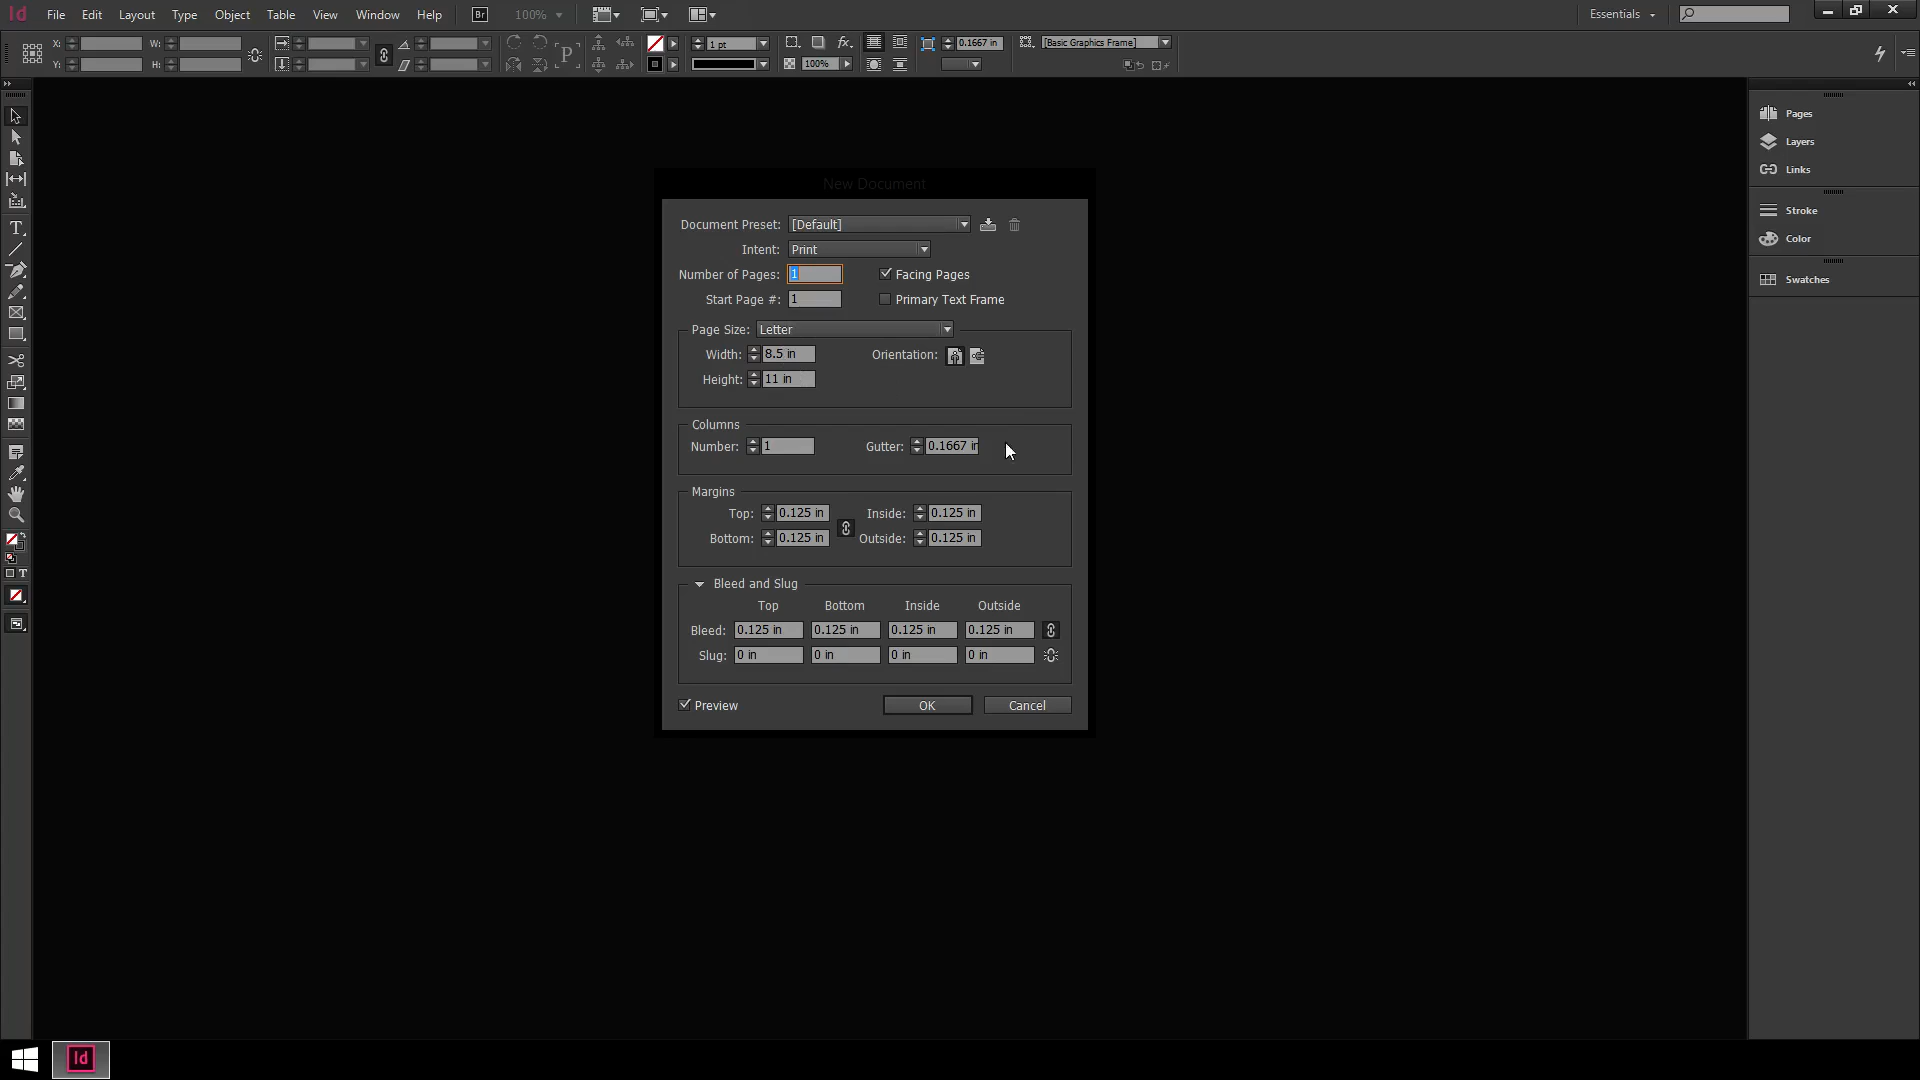 Id File Edit Layout Type Object Table View Window Help Br 100% Essentials
X: W: 1 pt fx 0.1667 in [Basic Graphics Frame]
Y: H: P 100%
Pages
Layers
Links
Stroke
Color
Swatches
T
T
New Document
Document Preset: [Default]
Intent: Print
Number of Pages: 1 Facing Pages
Start Page #: 1 Primary Text Frame
Page Size: Letter
Width: 8.5 in Orientation:
Height: 11 in
Columns
Number: 1 Gutter: 0.1667 in
Margins
Top: 0.125 in Inside: 0.125 in
Bottom: 0.125 in Outside: 0.125 in
Bleed and Slug
Top Bottom Inside Outside
Bleed: 0.125 in 0.125 in 0.125 in 0.125 in
Slug: 0 in 0 in 0 in 0 in
Preview OK Cancel
Id